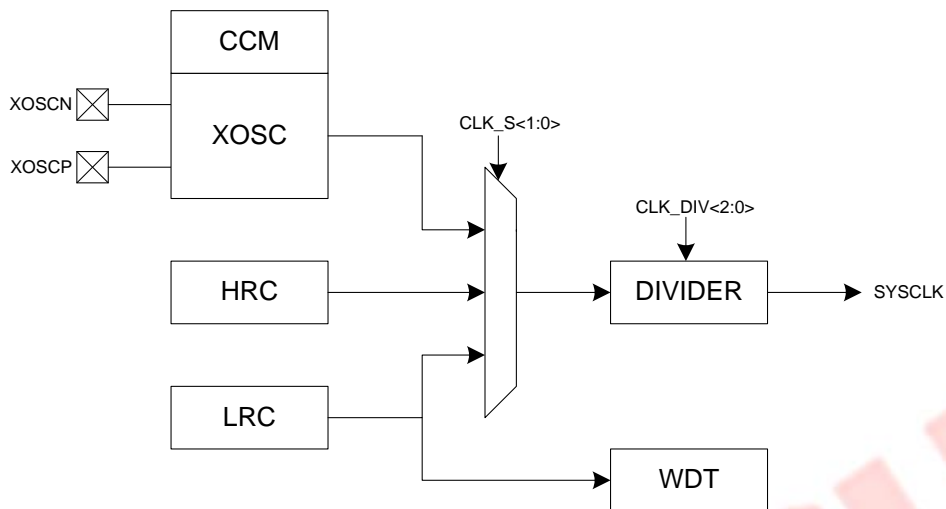 CCM
XOSCN
XOSC
XOSCP
CLK_S<1:0>
CLK_DIV<2:0>
HRC
DIVIDER
SYSCLK
LRC
WDT